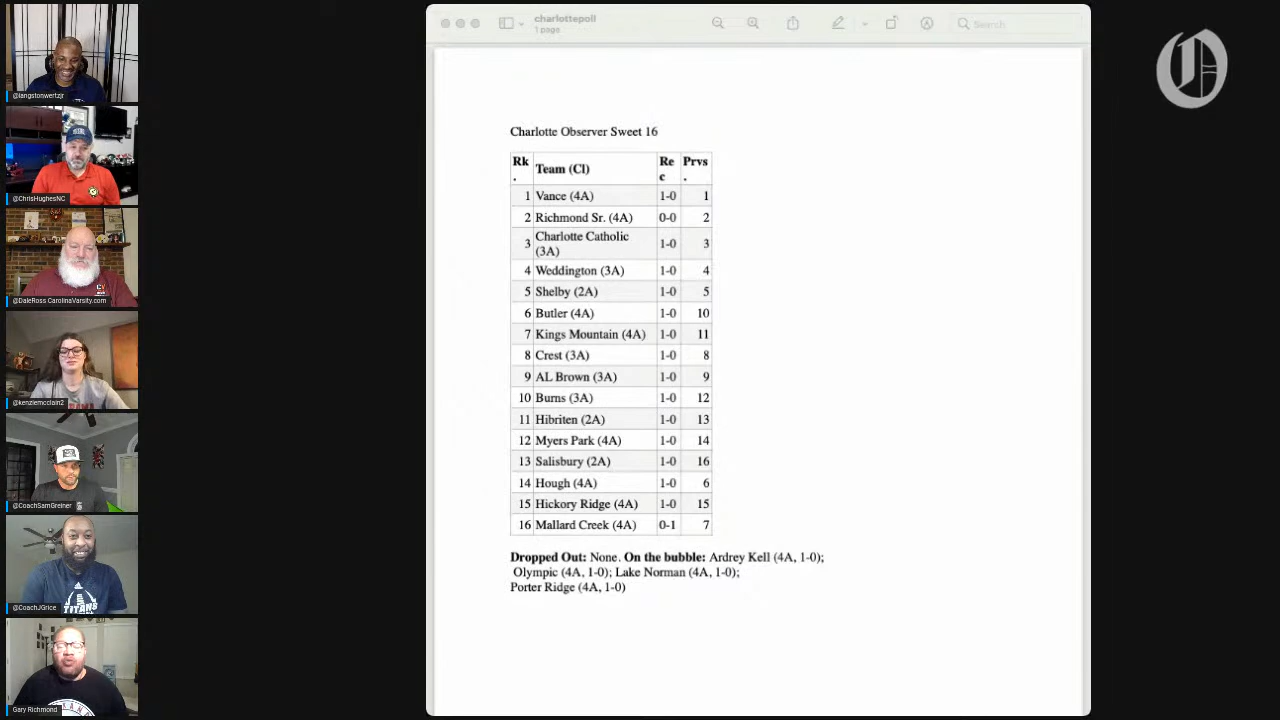 @langstonwertzjr
@ChrisHughesNC
@DaleRoss CarolinaVarsity.com
@kenziemcclain2
@CoachSamGreiner
@CoachJGrice
TITANS
Gary Richmond
charlottepoll
1 page
Search
O
Charlotte Observer Sweet 16
Rk. Team (Cl) Rec Prvs.
1 Vance (4A) 1-0 1
2 Richmond Sr. (4A) 0-0 2
3 Charlotte Catholic (3A) 1-0 3
4 Weddington (3A) 1-0 4
5 Shelby (2A) 1-0 5
6 Butler (4A) 1-0 10
7 Kings Mountain (4A) 1-0 11
8 Crest (3A) 1-0 8
9 AL Brown (3A) 1-0 9
10 Burns (3A) 1-0 12
11 Hibriten (2A) 1-0 13
12 Myers Park (4A) 1-0 14
13 Salisbury (2A) 1-0 16
14 Hough (4A) 1-0 6
15 Hickory Ridge (4A) 1-0 15
16 Mallard Creek (4A) 0-1 7
Dropped Out: None. On the bubble: Ardrey Kell (4A, 1-0);
Olympic (4A, 1-0); Lake Norman (4A, 1-0);
Porter Ridge (4A, 1-0)